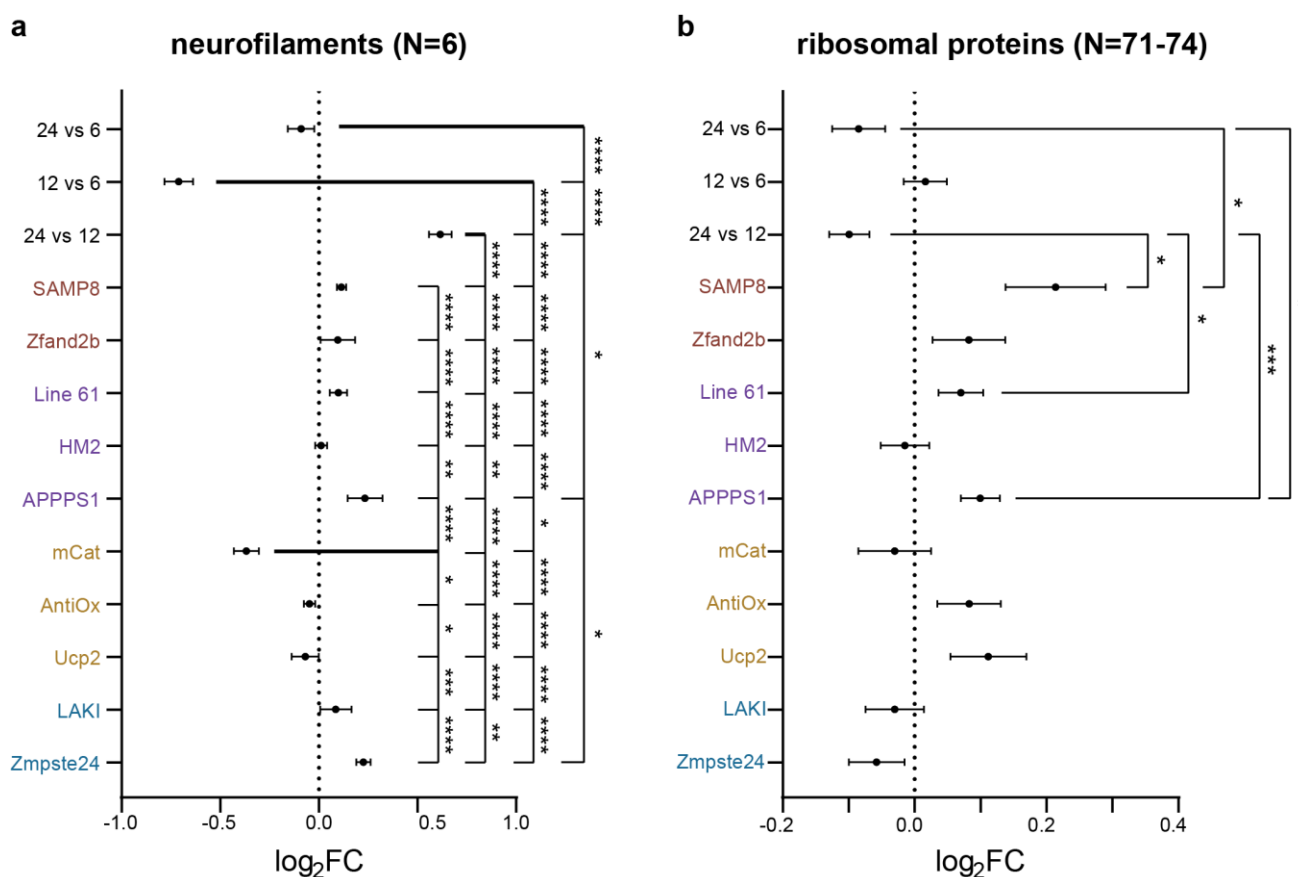 a
neurofilaments (N=6)
24 vs 6
12 vs 6
24 vs 12
SAMP8
Zfand2b
Line 61
HM2
APPPS1
mCat
AntiOx
Ucp2
LAKI
Zmpste24
****
****
****
**
****
*
*
***
****
****
****
****
**
****
****
****
****
**
****
****
****
****
****
****
*
****
****
****
****
****
****
*
*
-1.0 -0.5 0.0 0.5 1.0
log2FC
b
ribosomal proteins (N=71-74)
24 vs 6
12 vs 6
24 vs 12
SAMP8
Zfand2b
Line 61
HM2
APPPS1
mCat
AntiOx
Ucp2
LAKI
Zmpste24
*
*
*
***
-0.2 0.0 0.2 0.4
log2FC